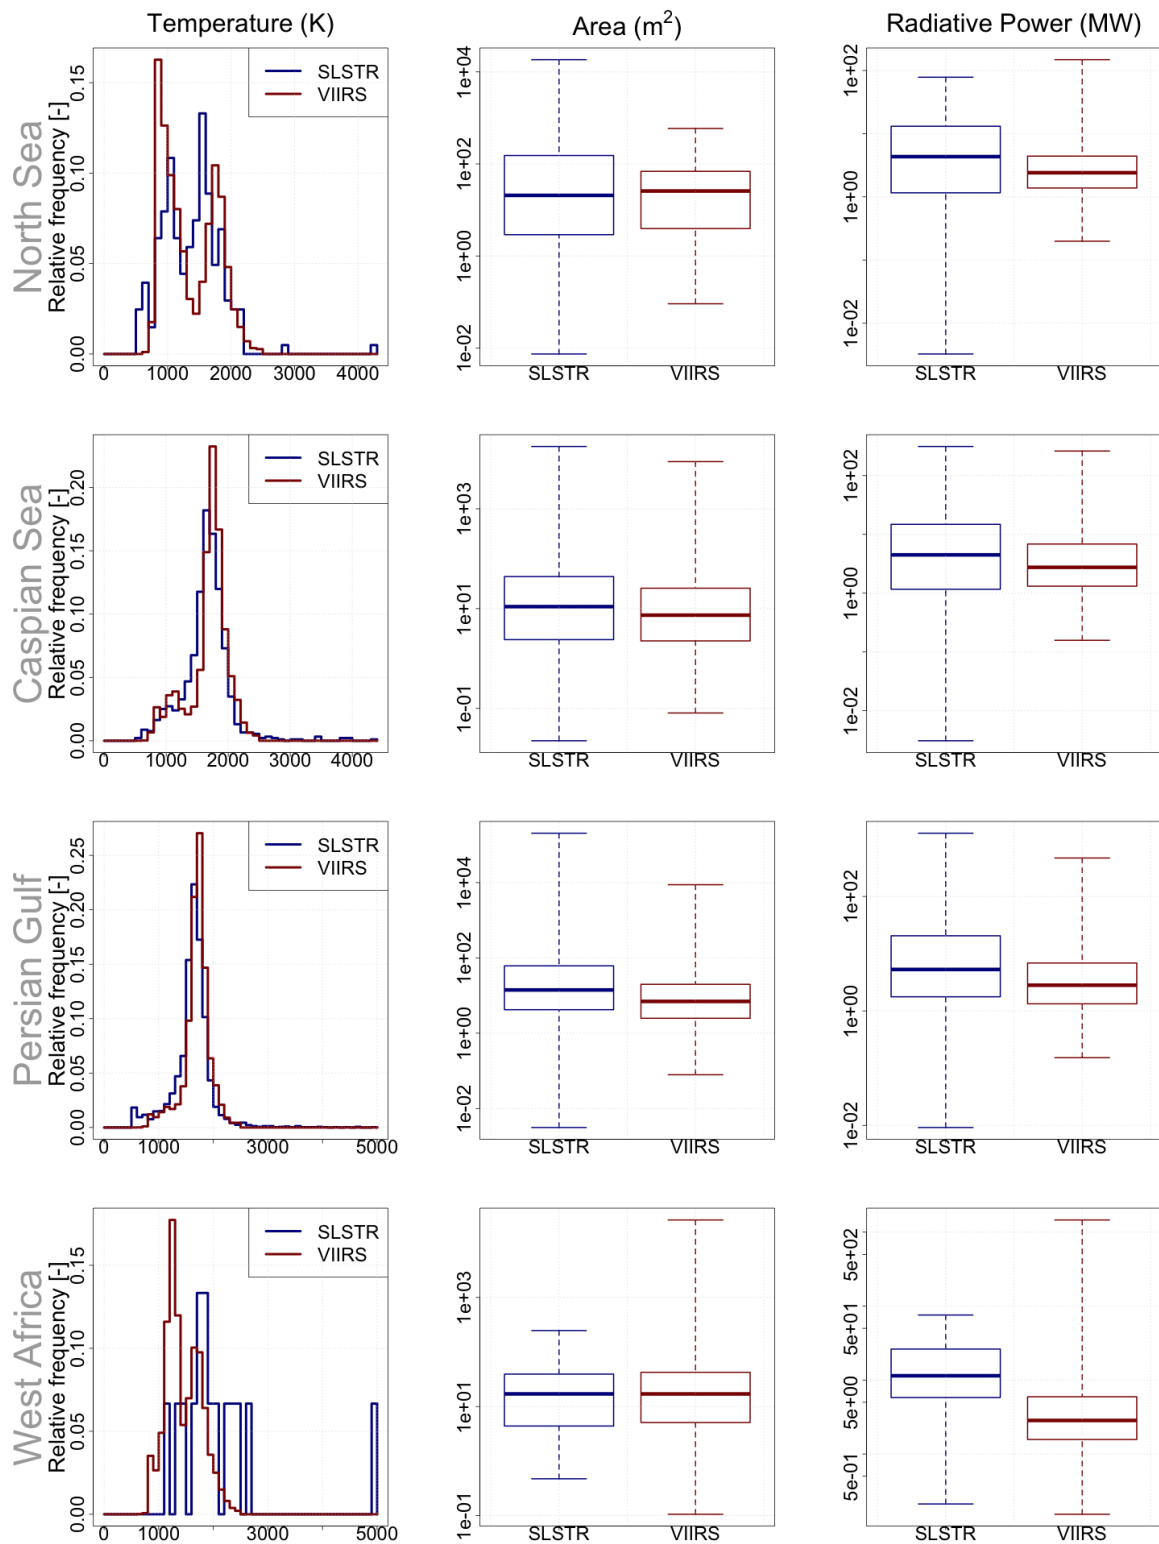 Temperature (K)
Area (m²)
Radiative Power (MW)
North Sea
Relative frequency [-]
0.00 0.05 0.10 0.15
0 1000 2000 3000 4000
SLSTR
VIIRS
1e-02 1e+00 1e+02 1e+04
SLSTR VIIRS
1e-02 1e+00 1e+02
SLSTR VIIRS
Caspian Sea
Relative frequency [-]
0.00 0.05 0.10 0.15 0.20
0 1000 2000 3000 4000
SLSTR
VIIRS
1e-01 1e+01 1e+03
SLSTR VIIRS
1e-02 1e+00 1e+02
SLSTR VIIRS
Persian Gulf
Relative frequency [-]
0.00 0.05 0.10 0.15 0.20 0.25
0 1000 3000 5000
SLSTR
VIIRS
1e-02 1e+00 1e+02 1e+04
SLSTR VIIRS
1e-02 1e+00 1e+02
SLSTR VIIRS
West Africa
Relative frequency [-]
0.00 0.05 0.10 0.15
0 1000 3000 5000
SLSTR
VIIRS
1e-01 1e+01 1e+03
SLSTR VIIRS
5e-01 5e+00 5e+01 5e+02
SLSTR VIIRS